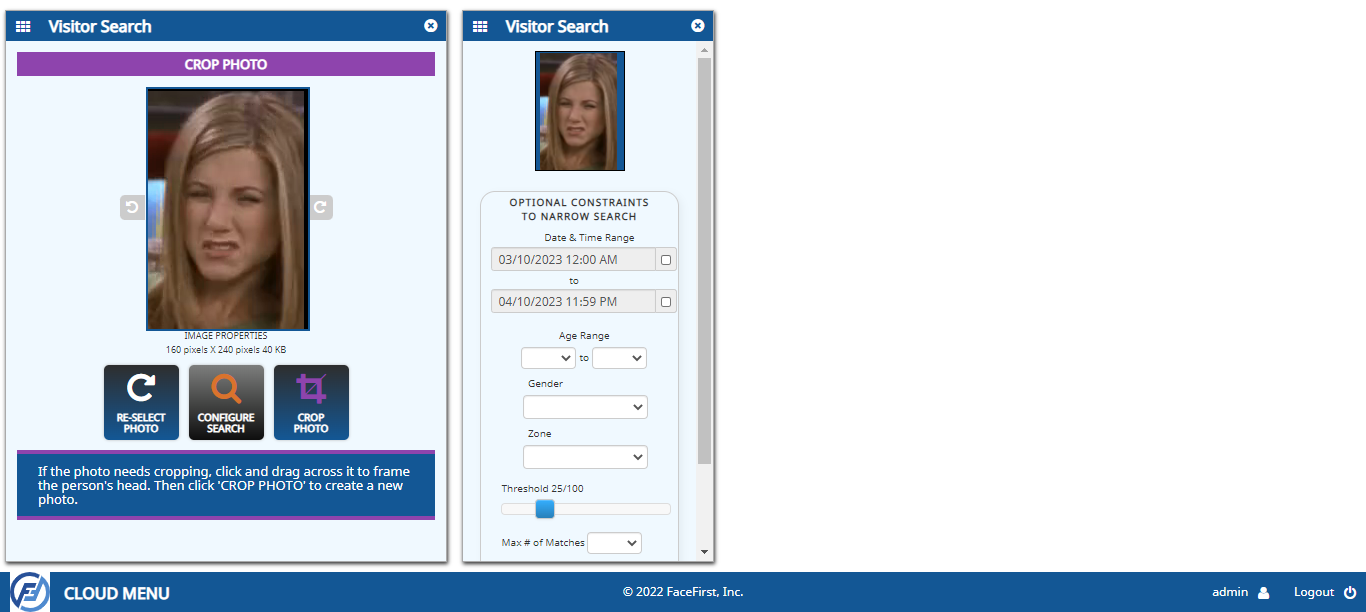 Visitor Search
CROP PHOTO
IMAGE PROPERTIES
160 pixels X 240 pixels 40 KB
RE-SELECT
PHOTO
CONFIGURE
SEARCH
CROP
PHOTO
If the photo needs cropping, click and drag across it to frame
the person's head. Then click 'CROP PHOTO' to create a new
photo.
Visitor Search
OPTIONAL CONSTRAINTS
TO NARROW SEARCH
Date & Time Range
03/10/2023 12:00 AM
to
04/10/2023 11:59 PM
Age Range
to
Gender
Zone
Threshold 25/100
Max # of Matches
CLOUD MENU
© 2022 FaceFirst, Inc.
admin
Logout